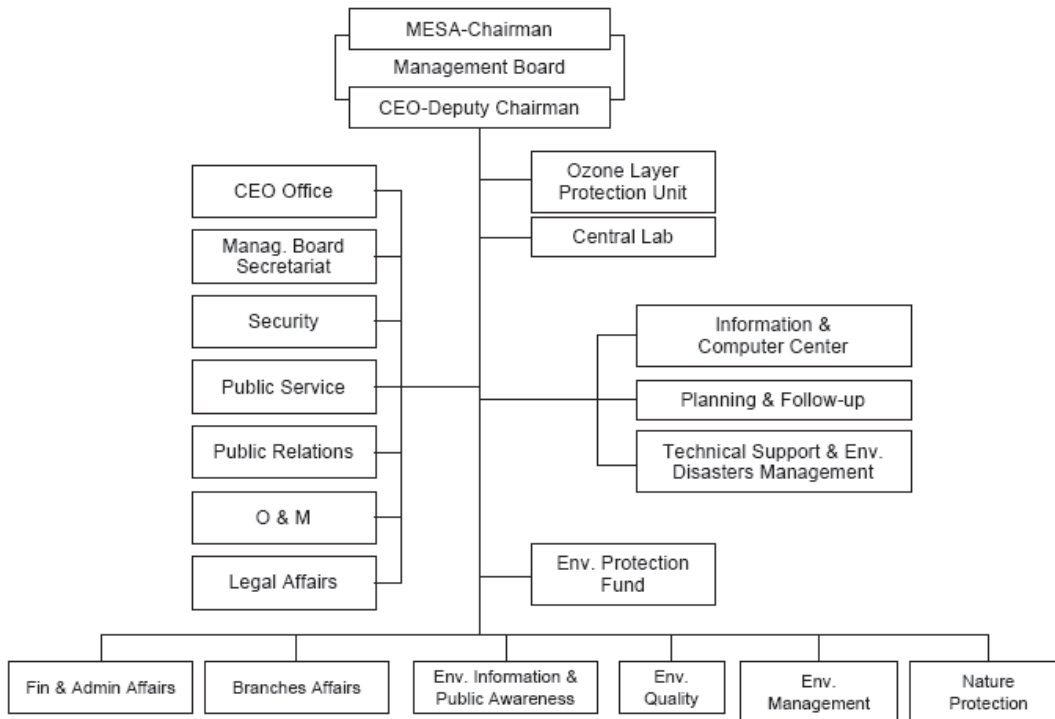 MESA-Chairman
Management Board
CEO-Deputy Chairman
CEO Office
Manag. Board
Secretariat
Security
Public Service
Public Relations
O & M
Legal Affairs
Ozone Layer
Protection Unit
Central Lab
Information &
Computer Center
Planning & Follow-up
Technical Support & Env.
Disasters Management
Env. Protection
Fund
Fin & Admin Affairs
Branches Affairs
Env. Information &
Public Awareness
Env.
Quality
Env.
Management
Nature
Protection